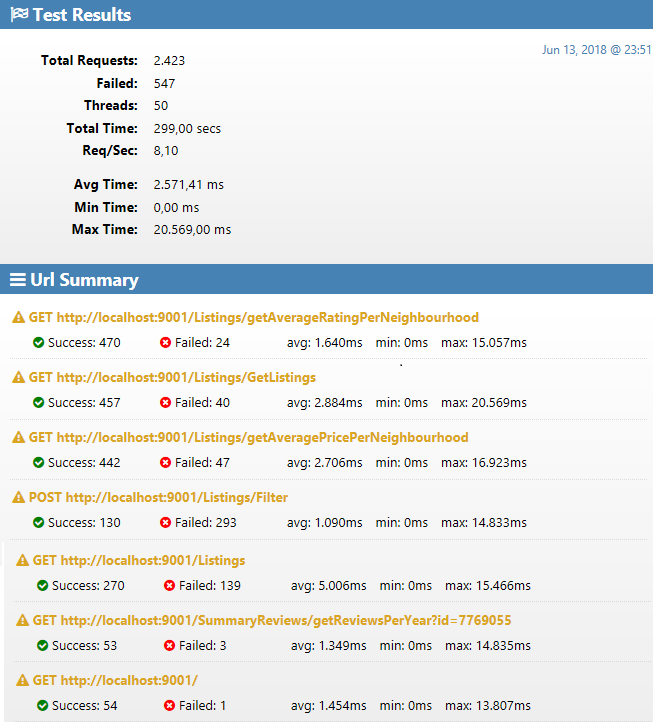 Test Results
Jun 13, 2018 @ 23:51
Total Requests: 2.423
Failed: 547
Threads: 50
Total Time: 299,00 secs
Req/Sec: 8,10
Avg Time: 2.571,41 ms
Min Time: 0,00 ms
Max Time: 20.569,00 ms
Url Summary
GET http://localhost:9001/Listings/getAverageRatingPerNeighbourhood
Success: 470 Failed: 24 avg: 1.640ms min: 0ms max: 15.057ms
GET http://localhost:9001/Listings/GetListings
Success: 457 Failed: 40 avg: 2.884ms min: 0ms max: 20.569ms
GET http://localhost:9001/Listings/getAveragePricePerNeighbourhood
Success: 442 Failed: 47 avg: 2.706ms min: 0ms max: 16.923ms
POST http://localhost:9001/Listings/Filter
Success: 130 Failed: 293 avg: 1.090ms min: 0ms max: 14.833ms
GET http://localhost:9001/Listings
Success: 270 Failed: 139 avg: 5.006ms min: 0ms max: 15.466ms
GET http://localhost:9001/SummaryReviews/getReviewsPerYear?id=7769055
Success: 53 Failed: 3 avg: 1.349ms min: 0ms max: 14.835ms
GET http://localhost:9001/
Success: 54 Failed: 1 avg: 1.454ms min: 0ms max: 13.807ms